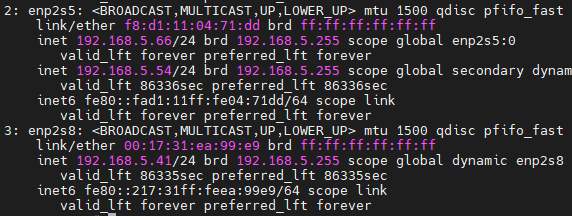 2: enp2s5: <BROADCAST,MULTICAST,UP,LOWER_UP> mtu 1500 qdisc pfifo_fast
link/ether f8:d1:11:04:71:dd brd ff:ff:ff:ff:ff:ff
inet 192.168.5.66/24 brd 192.168.5.255 scope global enp2s5:0
valid_lft forever preferred_lft forever
inet 192.168.5.54/24 brd 192.168.5.255 scope global secondary dynam
valid_lft 86336sec preferred_lft 86336sec
inet6 fe80::fad1:11ff:fe04:71dd/64 scope link
valid_lft forever preferred_lft forever
3: enp2s8: <BROADCAST,MULTICAST,UP,LOWER_UP> mtu 1500 qdisc pfifo_fast
link/ether 00:17:31:ea:99:e9 brd ff:ff:ff:ff:ff:ff
inet 192.168.5.41/24 brd 192.168.5.255 scope global dynamic enp2s8
valid_lft 86335sec preferred_lft 86335sec
inet6 fe80::217:31ff:feea:99e9/64 scope link
valid_lft forever preferred_lft forever